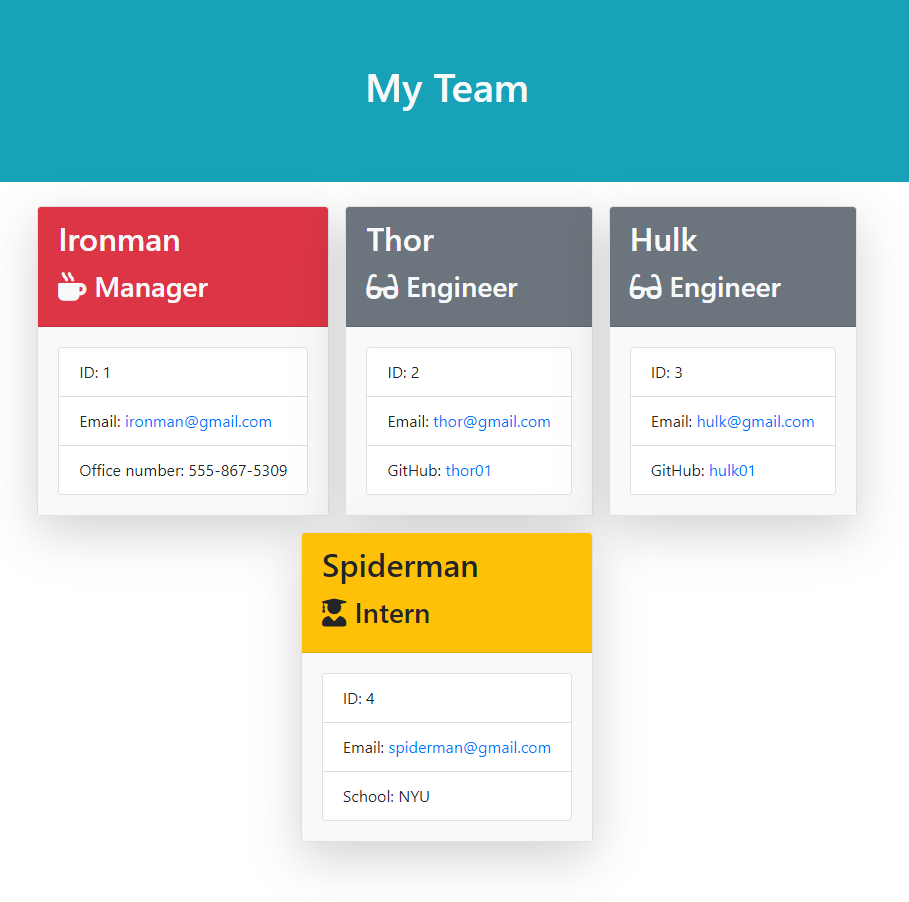 My Team
Ironman
Manager
ID: 1
Email: ironman@gmail.com
Office number: 555-867-5309
Thor
Engineer
ID: 2
Email: thor@gmail.com
GitHub: thor01
Hulk
Engineer
ID: 3
Email: hulk@gmail.com
GitHub: hulk01
Spiderman
Intern
ID: 4
Email: spiderman@gmail.com
School: NYU